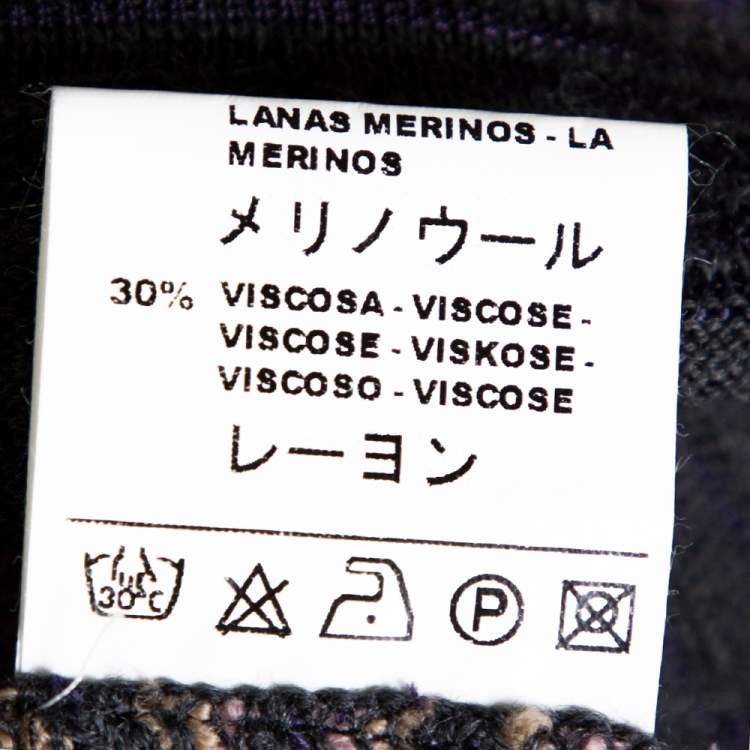 LANAS MERINOS - LA
MERINOS
メリノウール
30% VISCOSA - VISCOSE -
VISCOSE - VISKOSE -
VISCOSO - VISCOSE
レーヨン
30°C
P